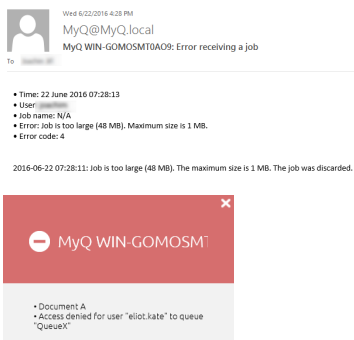 Wed 6/22/2016 4:28 PM
MyQ@MyQ.local
MyQ WIN-GOMOSMT0AO9: Error receiving a job
To
• Time: 22 June 2016 07:28:13
• User
• Job name: N/A
• Error: Job is too large (48 MB). Maximum size is 1 MB.
• Error code: 4
2016-06-22 07:28:11: Job is too large (48 MB). The maximum size is 1 MB. The job was discarded.
MyQ WIN-GOMOSMT
• Document A
• Access denied for user "eliot.kate" to queue
"QueueX"